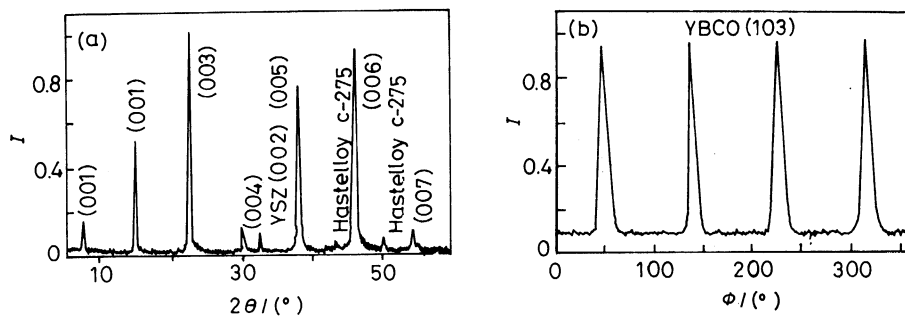 (a)
I
0.8
0.4
0
(001)
(001)
(003)
(004)
YSZ (002)
(005)
Hastelloy c-275
(006)
Hastelloy c-275
(007)
10
30
50
2θ/(°)
(b)
YBCO (103)
I
0.8
0.4
0
0
100
200
300
Φ/(°)